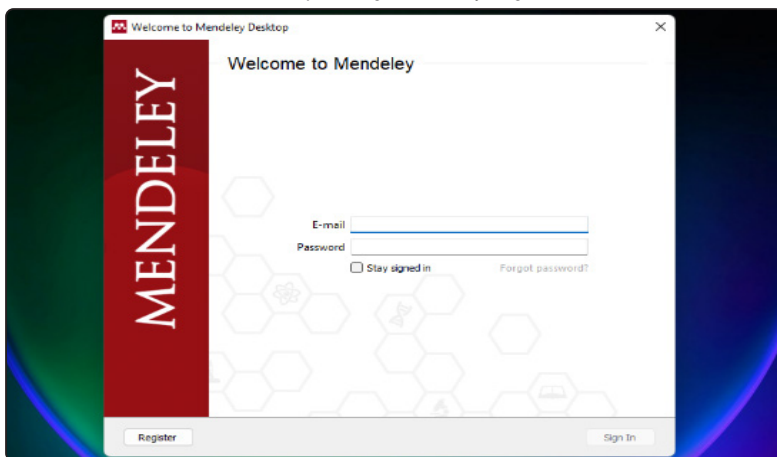 Welcome to Mendeley Desktop
Welcome to Mendeley
MENDELEY
E-mail
Password
Stay signed in
Forgot password?
Register
Sign In